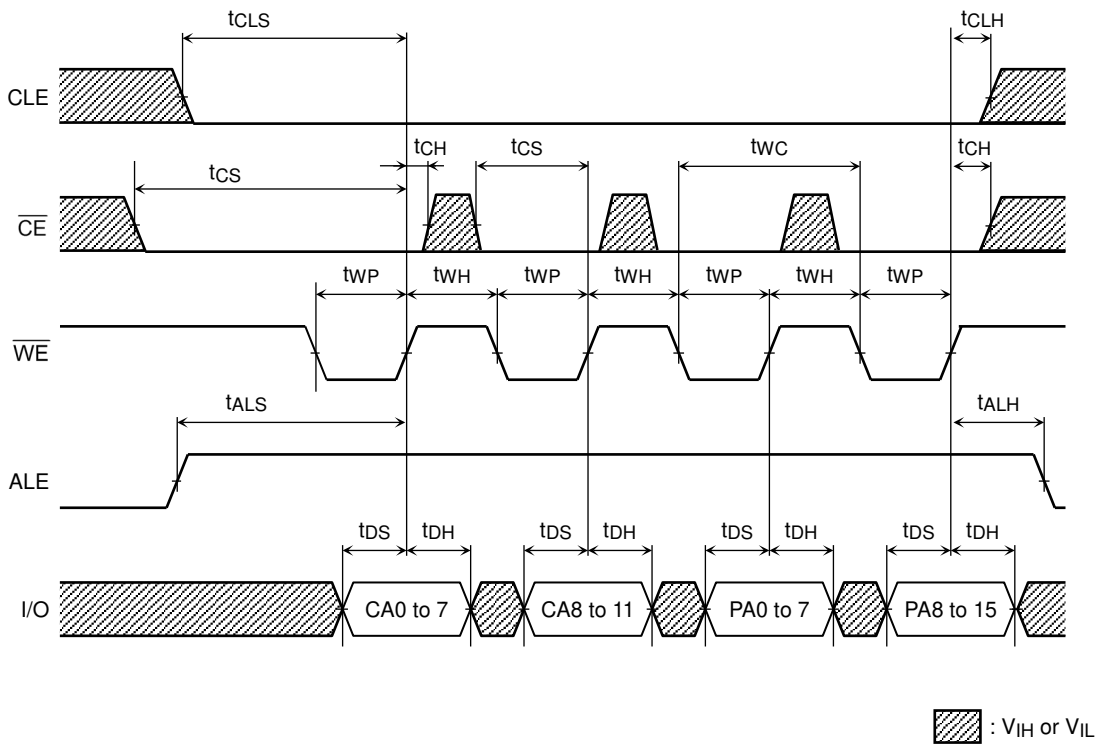 tCLS tCLH
CLE
tCH tCS tWC tCH
tCS
CE
tWP tWH tWP tWH tWP tWH tWP
WE
tALS tALH
ALE
tDS tDH tDS tDH tDS tDH tDS tDH
I/O CA0 to 7 CA8 to 11 PA0 to 7 PA8 to 15
: VIH or VIL